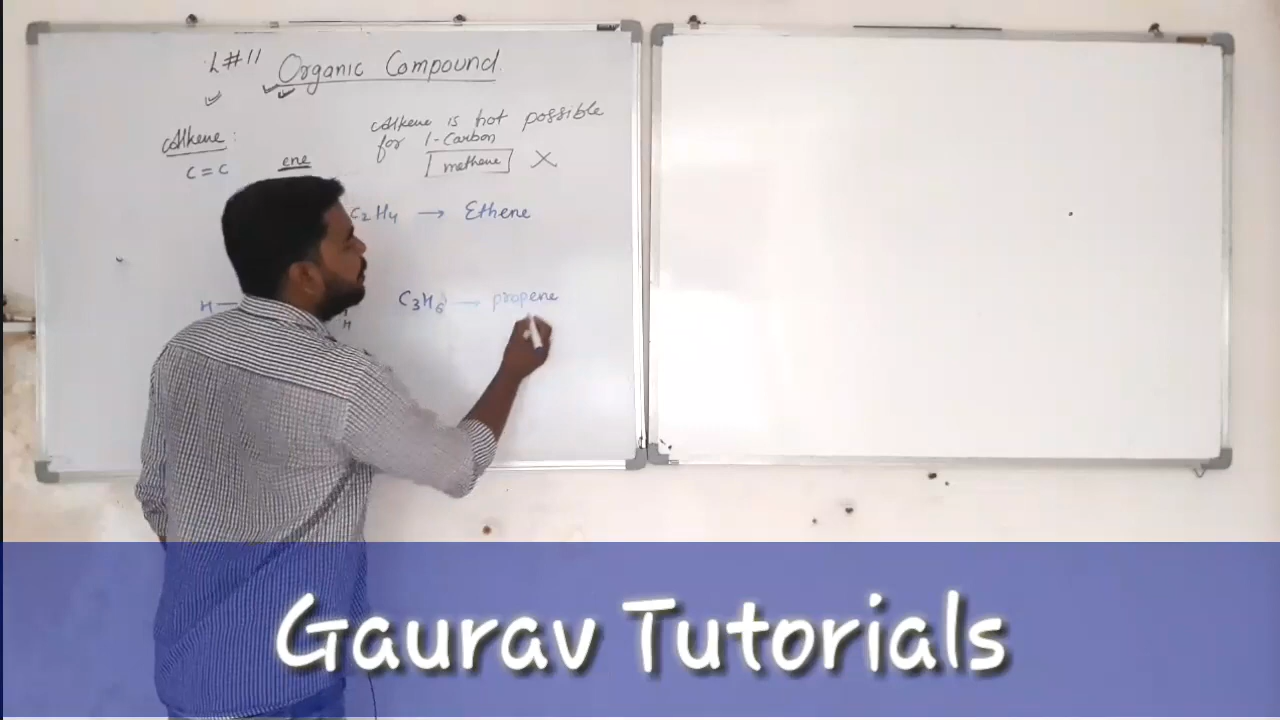 L#11 Organic Compound
Alkene :
Alkene is not possible
for 1-Carbon
C=C ene
methene
C2H4 → Ethene
H—
C3H6 → propene
H
Gaurav Tutorials